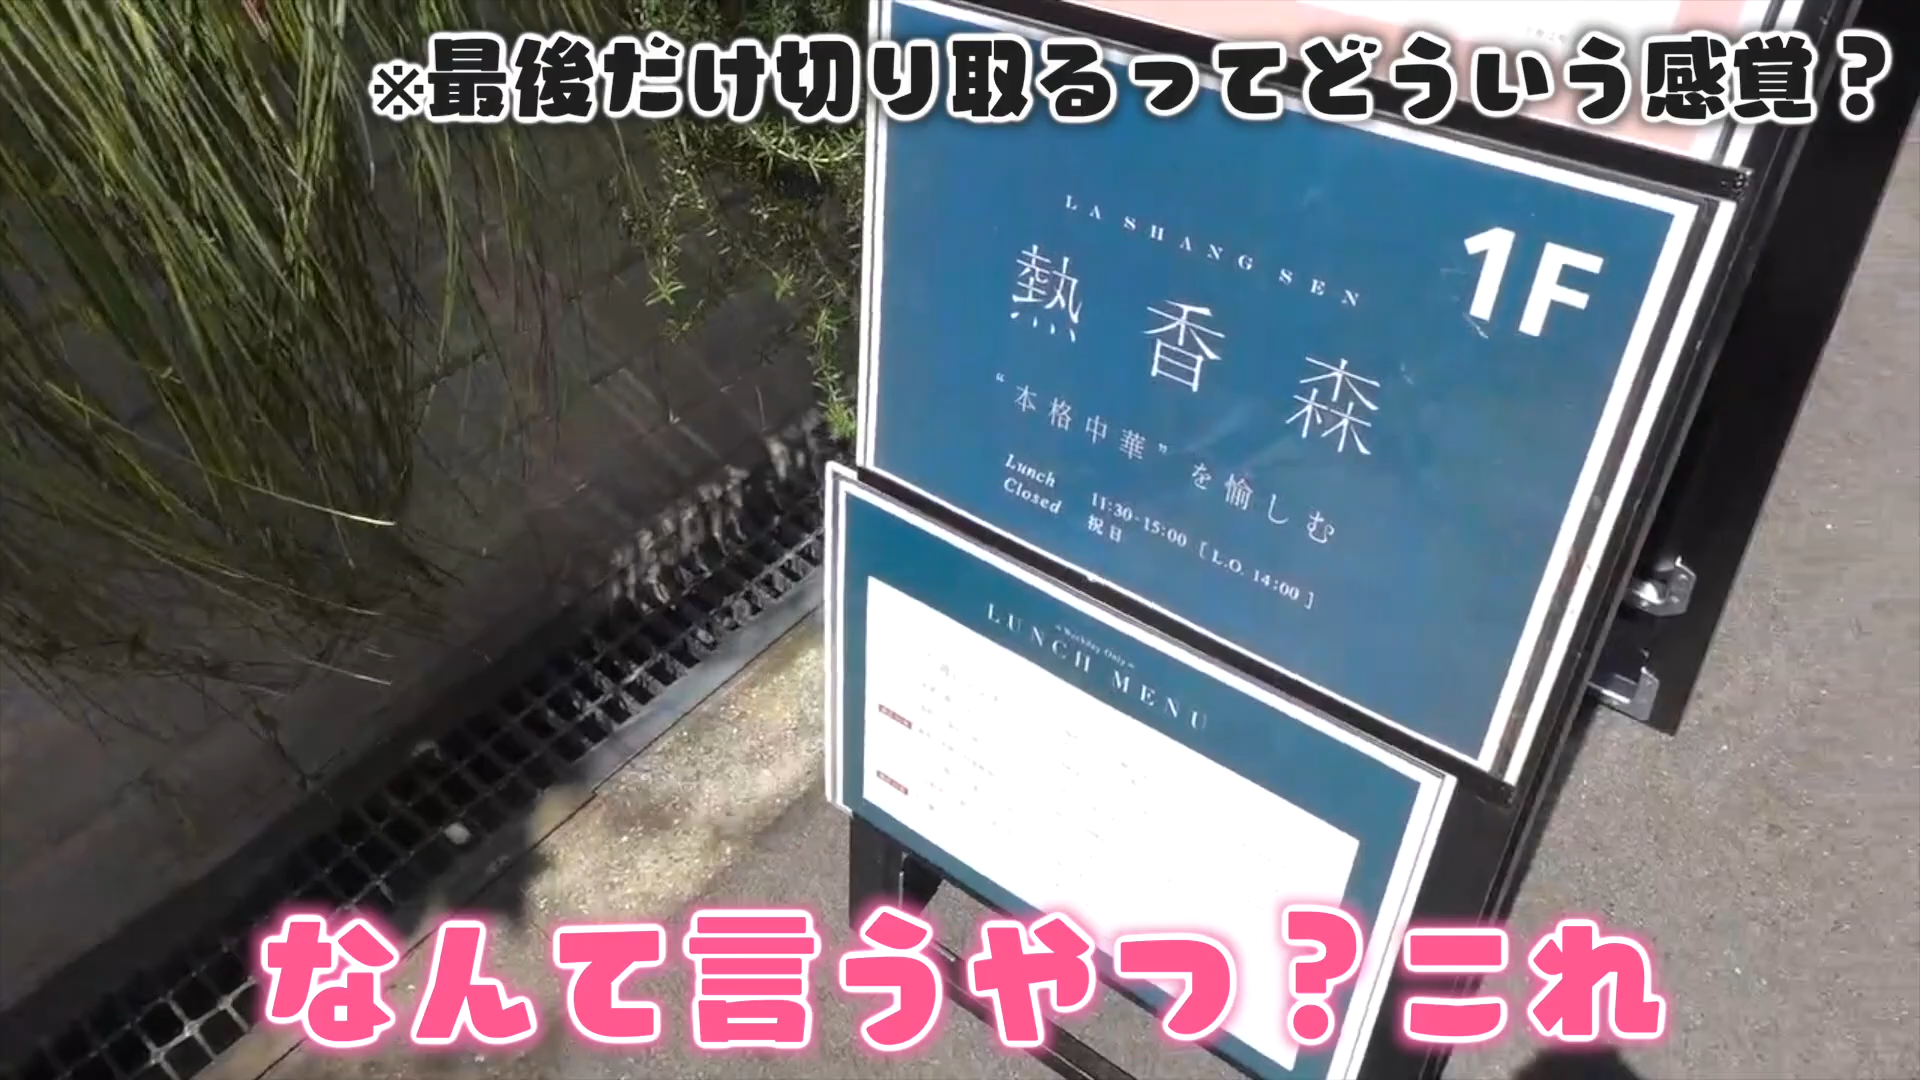 ※最後だけ切り取るってどういう感覚？
LA SHANG SEN
1F
熱香森
“本格中華”を愉しむ
Lunch 11:30-15:00 [L.O. 14:00]
Closed 祝日
Weekday Only
LUNCH MENU
なんて言うやつ？これ